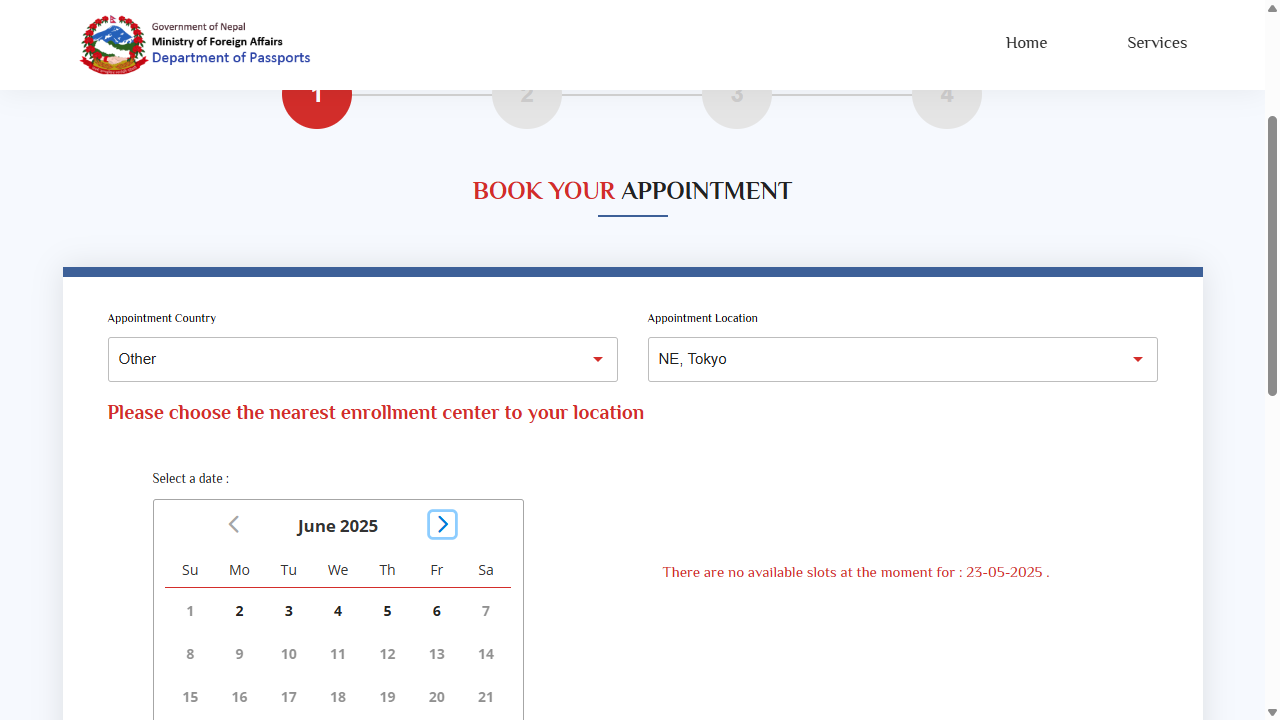 Government of Nepal
Ministry of Foreign Affairs
Department of Passports
Home
Services
1
2
3
4
BOOK YOUR APPOINTMENT
Appointment Country
Appointment Location
Other
NE, Tokyo
Please choose the nearest enrollment center to your location
Select a date :
June 2025
Su Mo Tu We Th Fr Sa
1 2 3 4 5 6 7
8 9 10 11 12 13 14
15 16 17 18 19 20 21
There are no available slots at the moment for : 23-05-2025 .